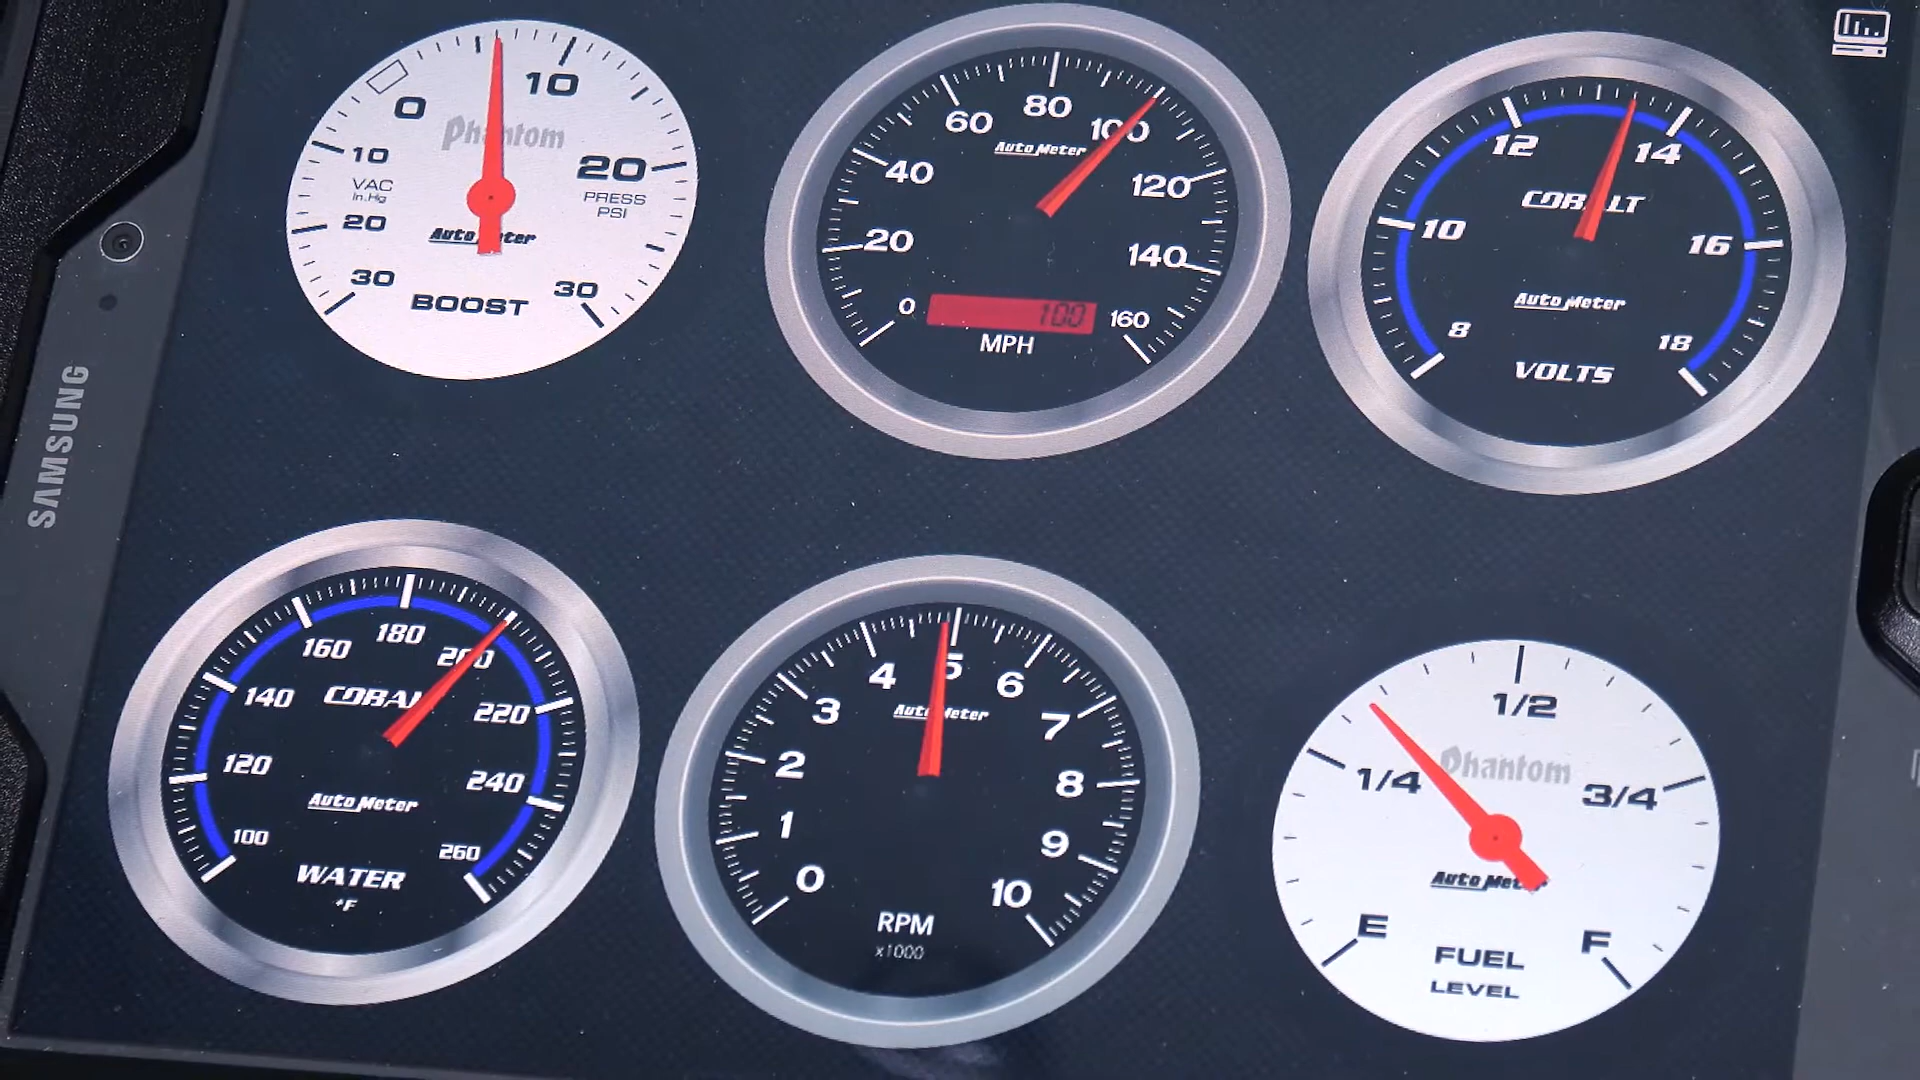 SAMSUNG
0
10
Phantom
10
VAC
In.Hg
20
PRESS
PSI
20
Auto Meter
30
30
BOOST
80
60
100
Auto Meter
40
120
20
140
0
100
160
MPH
12
14
COBALT
10
16
Auto Meter
8
18
VOLTS
180
160
200
COBALT
140
220
120
240
Auto Meter
100
260
WATER
°F
5
4
6
3
Auto Meter
7
2
8
1
9
0
10
RPM
x1000
1/2
Phantom
1/4
3/4
Auto Meter
E
F
FUEL
LEVEL